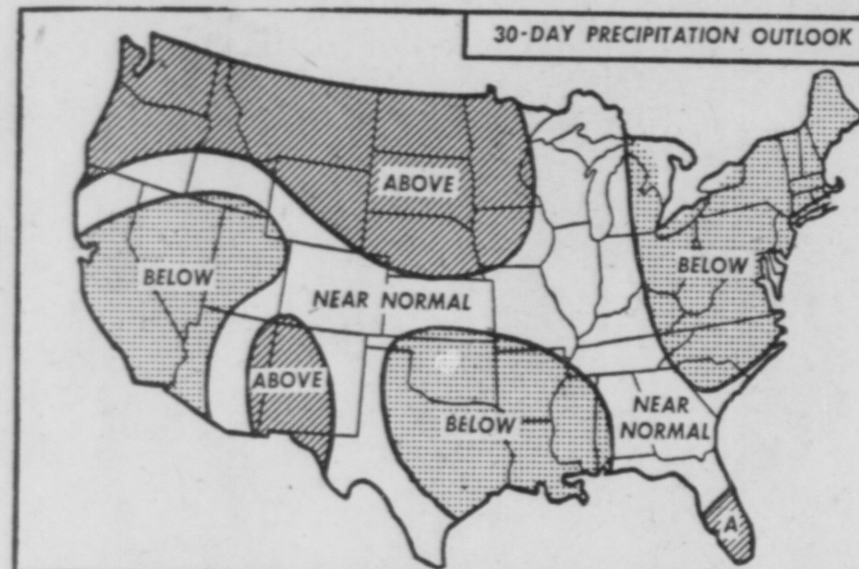 30-DAY PRECIPITATION OUTLOOK
ABOVE
BELOW
BELOW
NEAR NORMAL
ABOVE
BELOW
NEAR
NORMAL
A